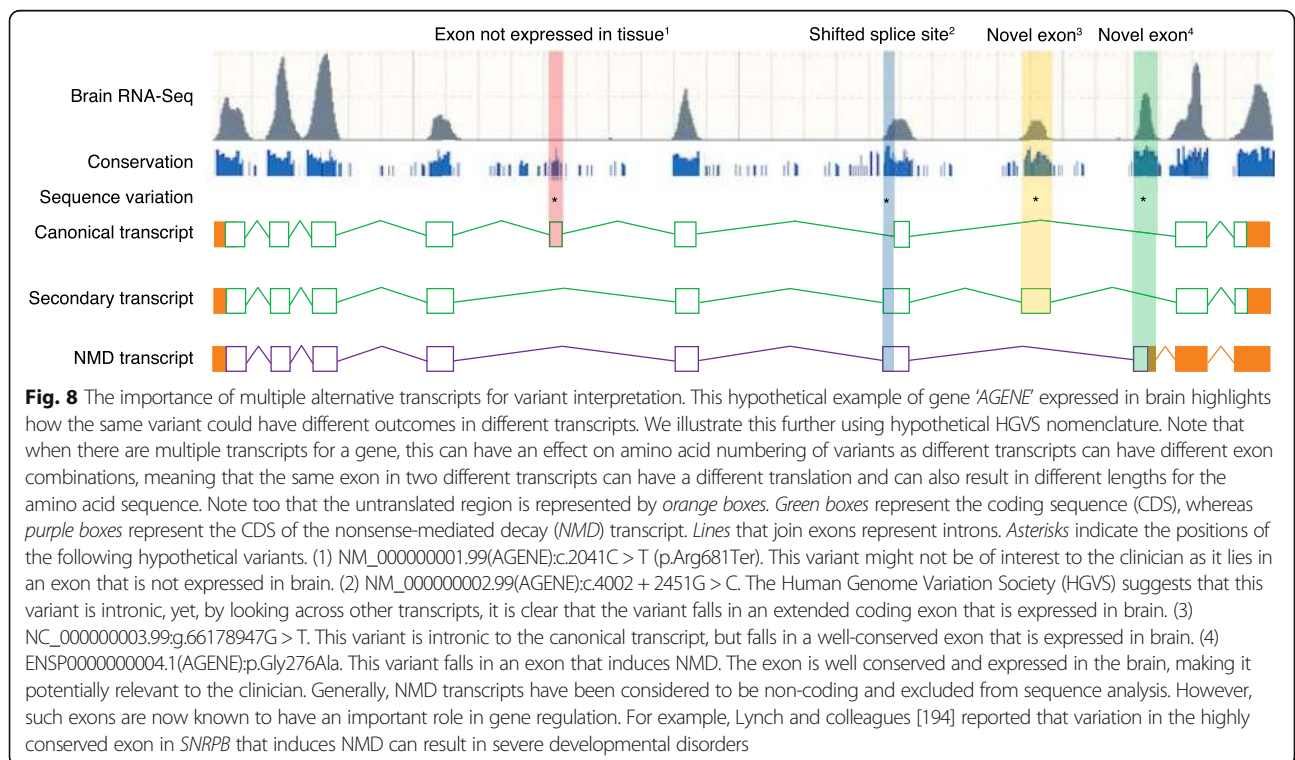 Exon not expressed in tissue¹ Shifted splice site² Novel exon³ Novel exon⁴
Brain RNA-Seq
Conservation
Sequence variation
* * * *
Canonical transcript
Secondary transcript
NMD transcript
Fig. 8 The importance of multiple alternative transcripts for variant interpretation. This hypothetical example of gene ‘AGENE’ expressed in brain highlights
how the same variant could have different outcomes in different transcripts. We illustrate this further using hypothetical HGVS nomenclature. Note that
when there are multiple transcripts for a gene, this can have an effect on amino acid numbering of variants as different transcripts can have different exon
combinations, meaning that the same exon in two different transcripts can have a different translation and can also result in different lengths for the
amino acid sequence. Note too that the untranslated region is represented by orange boxes. Green boxes represent the coding sequence (CDS), whereas
purple boxes represent the CDS of the nonsense-mediated decay (NMD) transcript. Lines that join exons represent introns. Asterisks indicate the positions of
the following hypothetical variants. (1) NM_000000001.99(AGENE):c.2041C > T (p.Arg681Ter). This variant might not be of interest to the clinician as it lies in
an exon that is not expressed in brain. (2) NM_000000002.99(AGENE):c.4002 + 2451G > C. The Human Genome Variation Society (HGVS) suggests that this
variant is intronic, yet, by looking across other transcripts, it is clear that the variant falls in an extended coding exon that is expressed in brain. (3)
NC_000000003.99:g.66178947G > T. This variant is intronic to the canonical transcript, but falls in a well-conserved exon that is expressed in brain. (4)
ENSP0000000004.1(AGENE):p.Gly276Ala. This variant falls in an exon that induces NMD. The exon is well conserved and expressed in the brain, making it
potentially relevant to the clinician. Generally, NMD transcripts have been considered to be non-coding and excluded from sequence analysis. However,
such exons are now known to have an important role in gene regulation. For example, Lynch and colleagues [194] reported that variation in the highly
conserved exon in SNRPB that induces NMD can result in severe developmental disorders